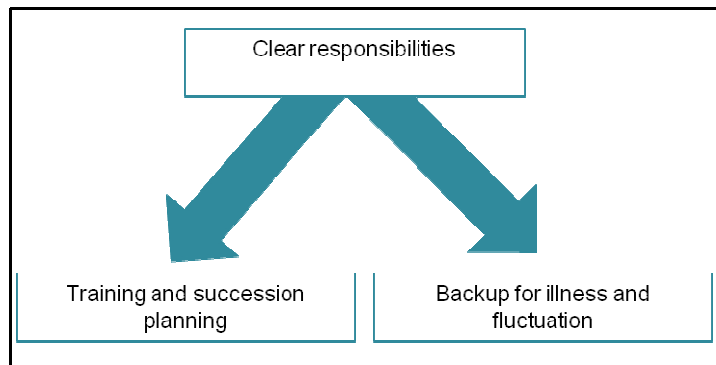 Clear responsibilities
Training and succession
planning
Backup for illness and
fluctuation